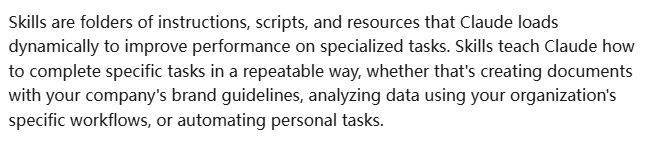 Skills are folders of instructions, scripts, and resources that Claude loads
dynamically to improve performance on specialized tasks. Skills teach Claude how
to complete specific tasks in a repeatable way, whether that's creating documents
with your company's brand guidelines, analyzing data using your organization's
specific workflows, or automating personal tasks.